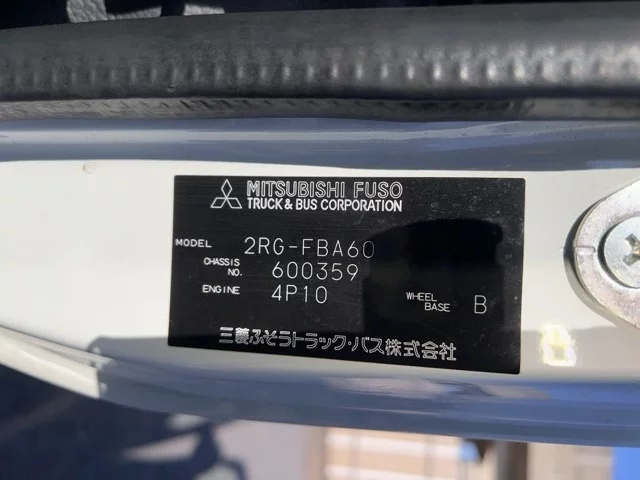 MITSUBISHI FUSO
TRUCK & BUS CORPORATION
MODEL 2RG-FBA60
CHASSIS NO. 600359
ENGINE 4P10 WHEEL BASE B
三菱ふそうトラック・バス株式会社